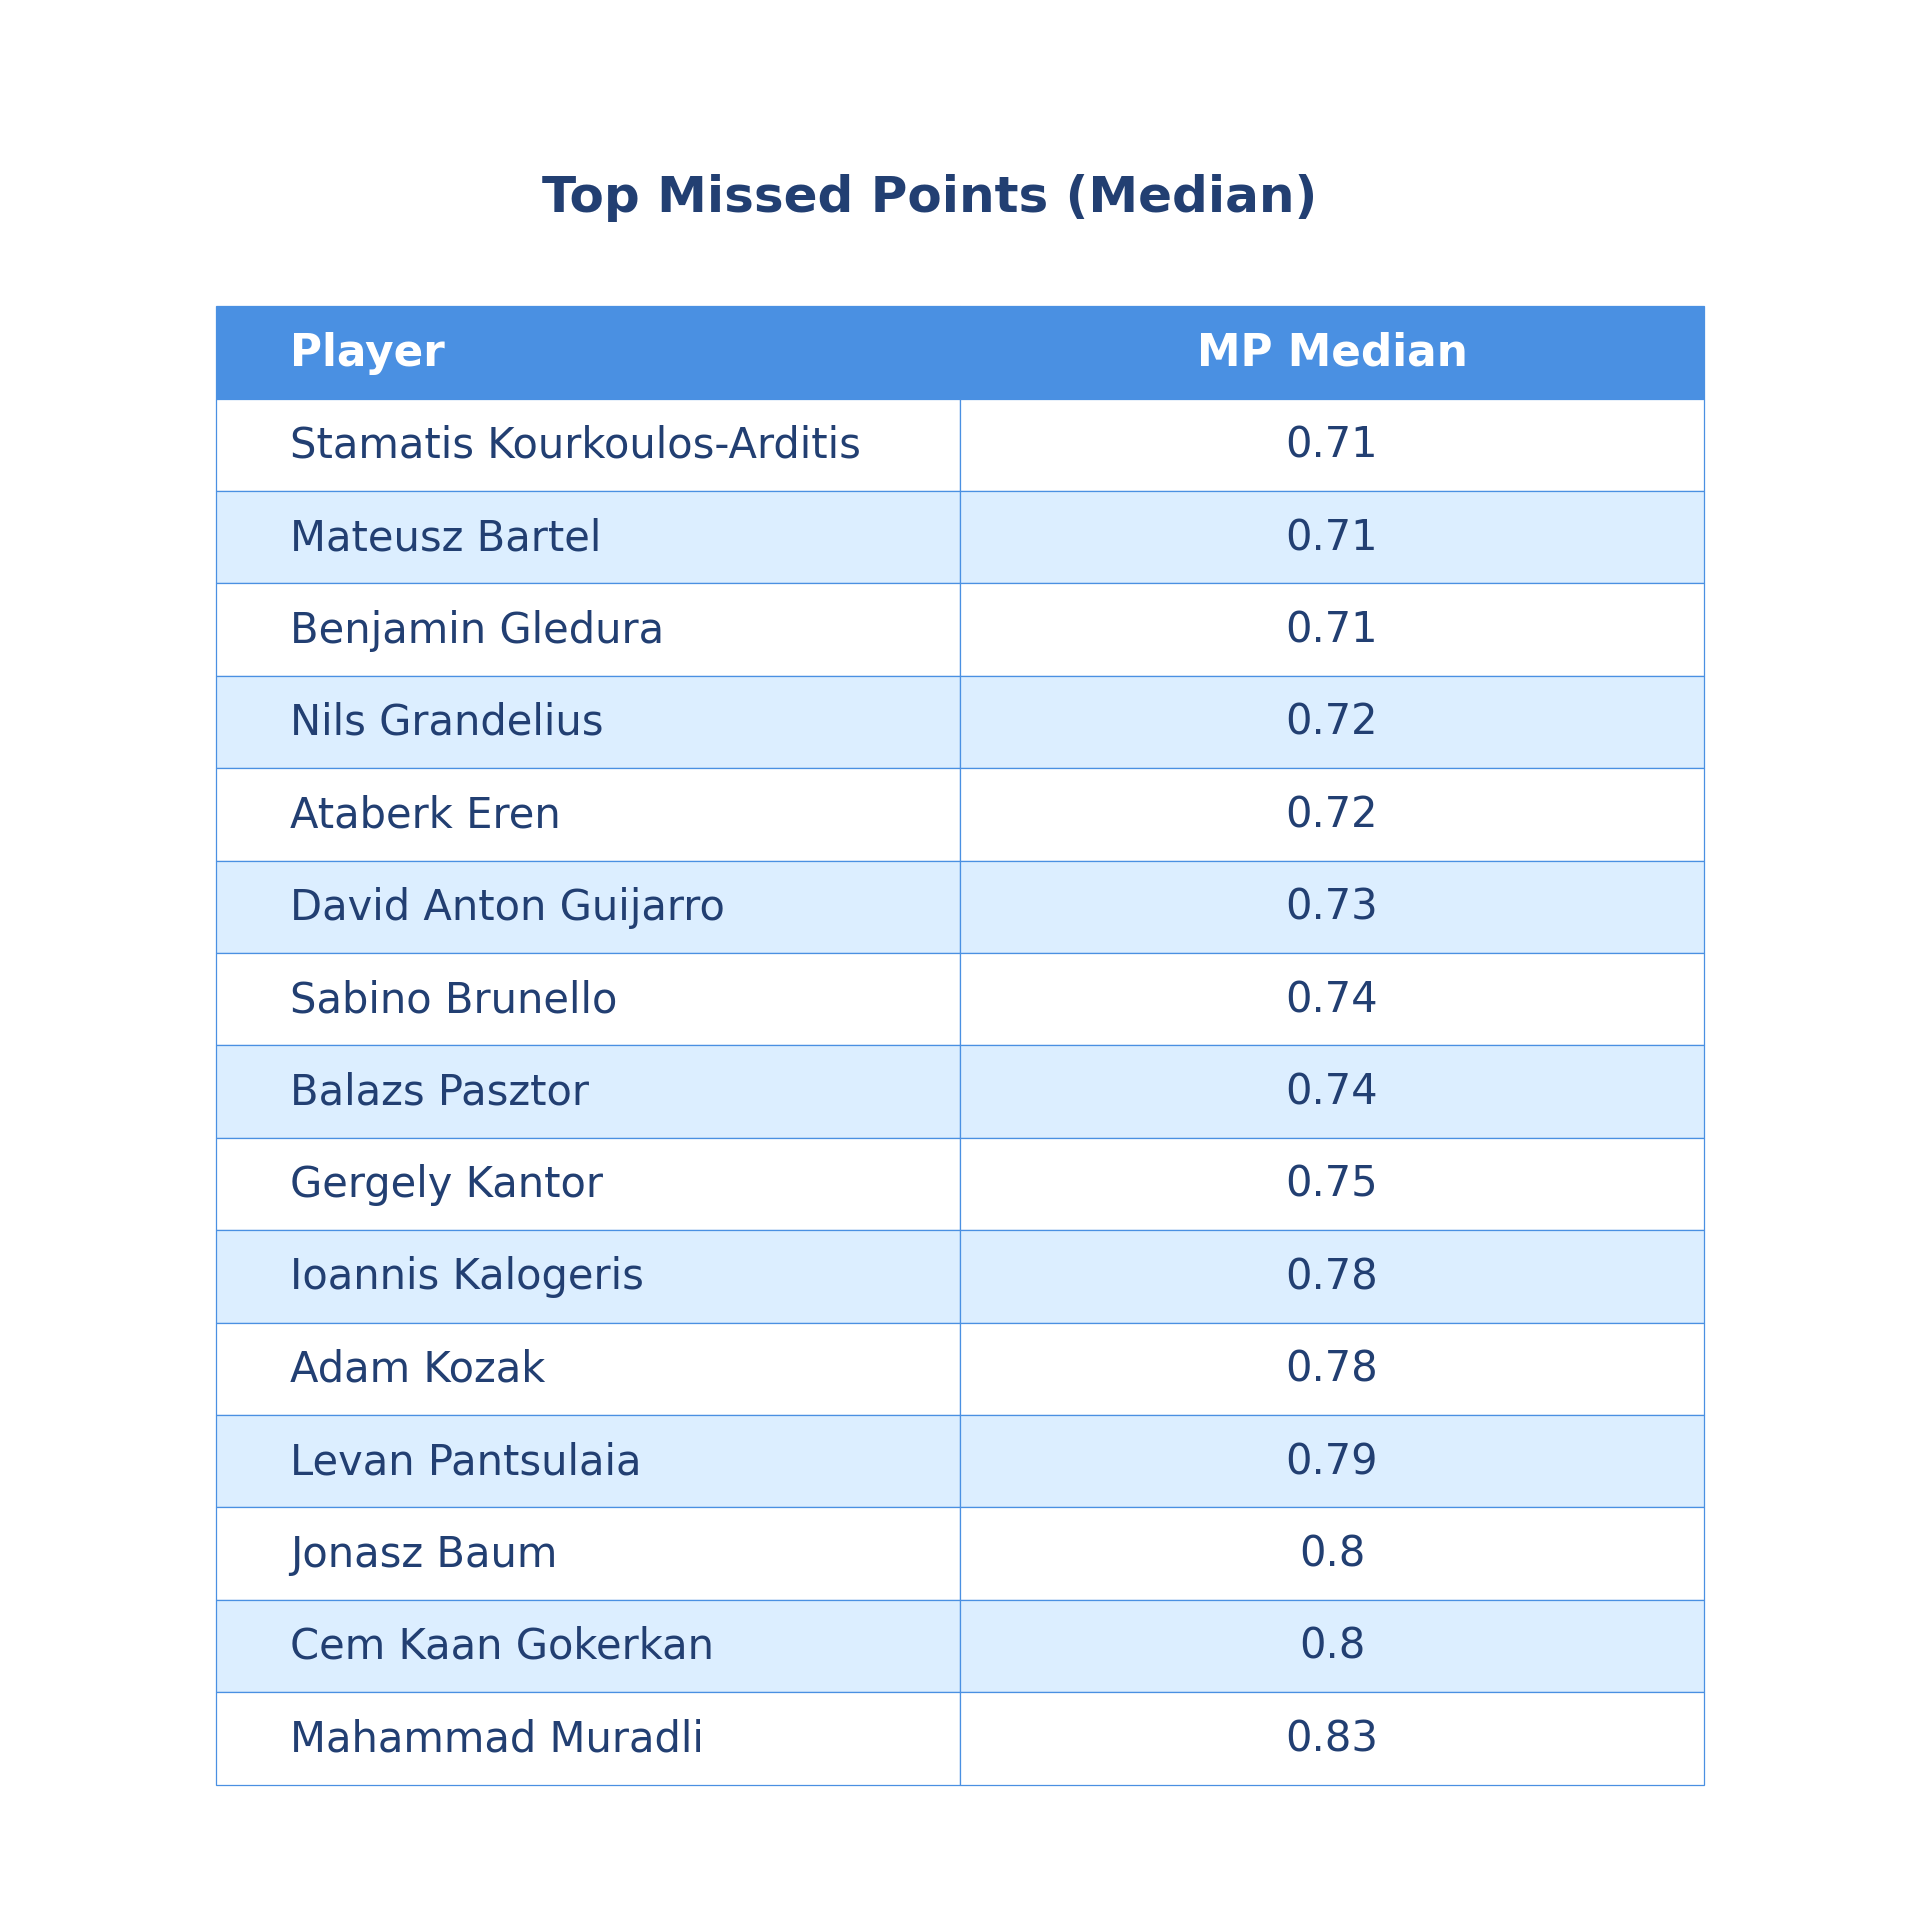 Top Missed Points (Median)
Player MP Median
Stamatis Kourkoulos-Arditis 0.71
Mateusz Bartel 0.71
Benjamin Gledura 0.71
Nils Grandelius 0.72
Ataberk Eren 0.72
David Anton Guijarro 0.73
Sabino Brunello 0.74
Balazs Pasztor 0.74
Gergely Kantor 0.75
Ioannis Kalogeris 0.78
Adam Kozak 0.78
Levan Pantsulaia 0.79
Jonasz Baum 0.8
Cem Kaan Gokerkan 0.8
Mahammad Muradli 0.83